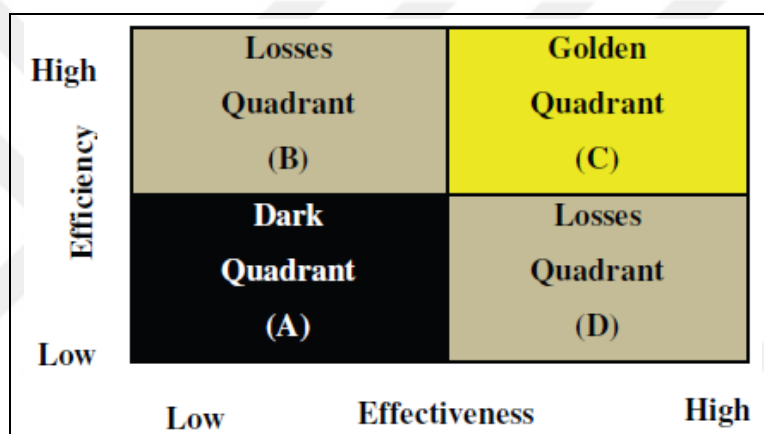 High
Efficiency
Low
Losses
Quadrant
(B)
Golden
Quadrant
(C)
Dark
Quadrant
(A)
Losses
Quadrant
(D)
Low Effectiveness High